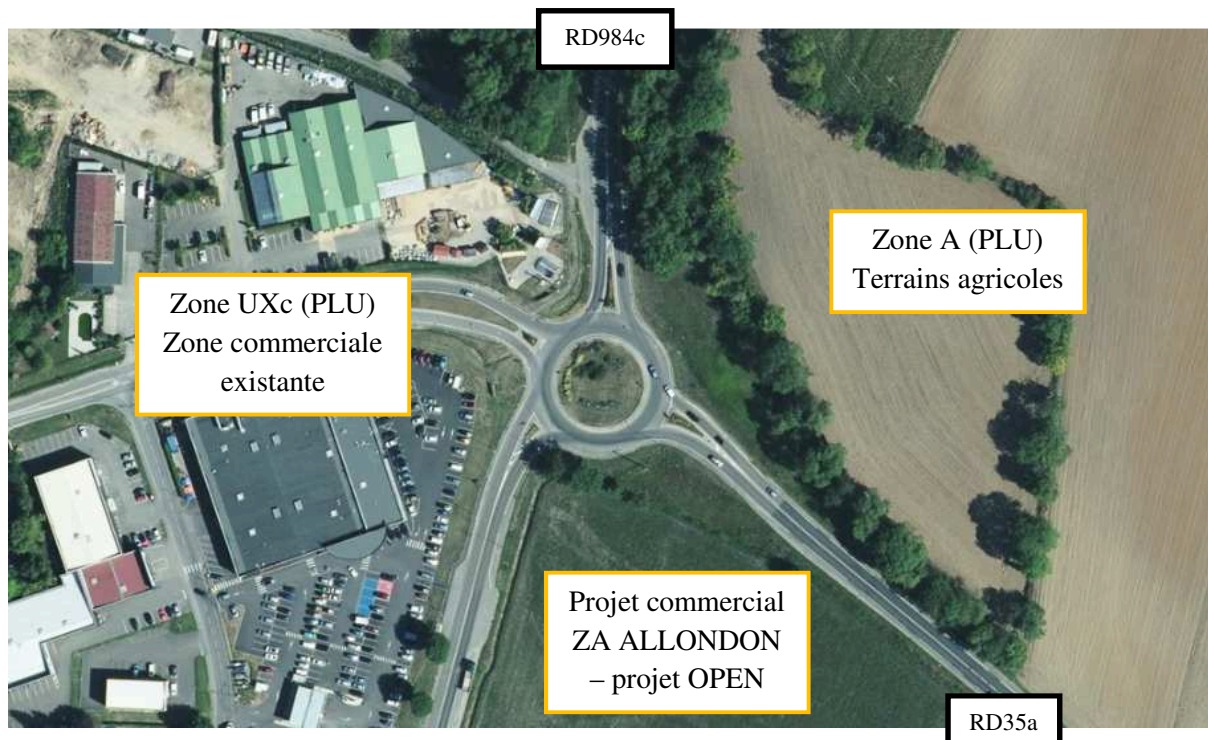 RD984c
Zone A (PLU)
Terrains agricoles
Zone UXc (PLU)
Zone commerciale
existante
Projet commercial
ZA ALLONDON
– projet OPEN
RD35a